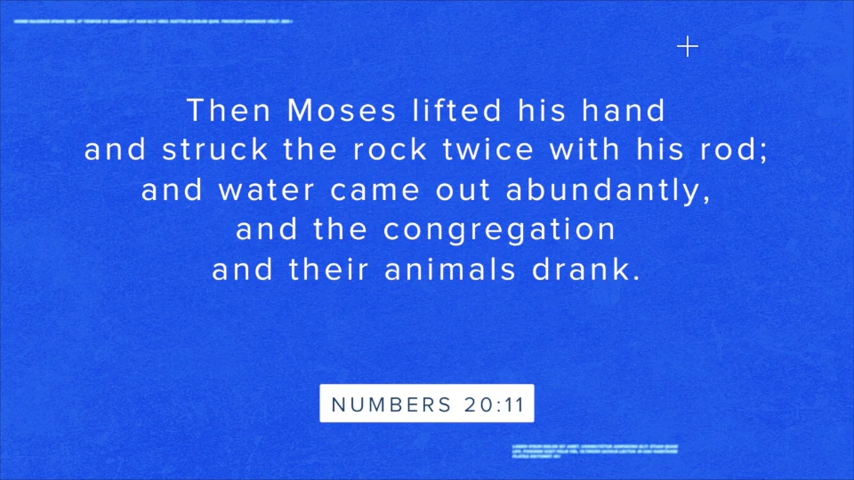 Then Moses lifted his hand
and struck the rock twice with his rod;
and water came out abundantly,
and the congregation
and their animals drank.
NUMBERS 20:11